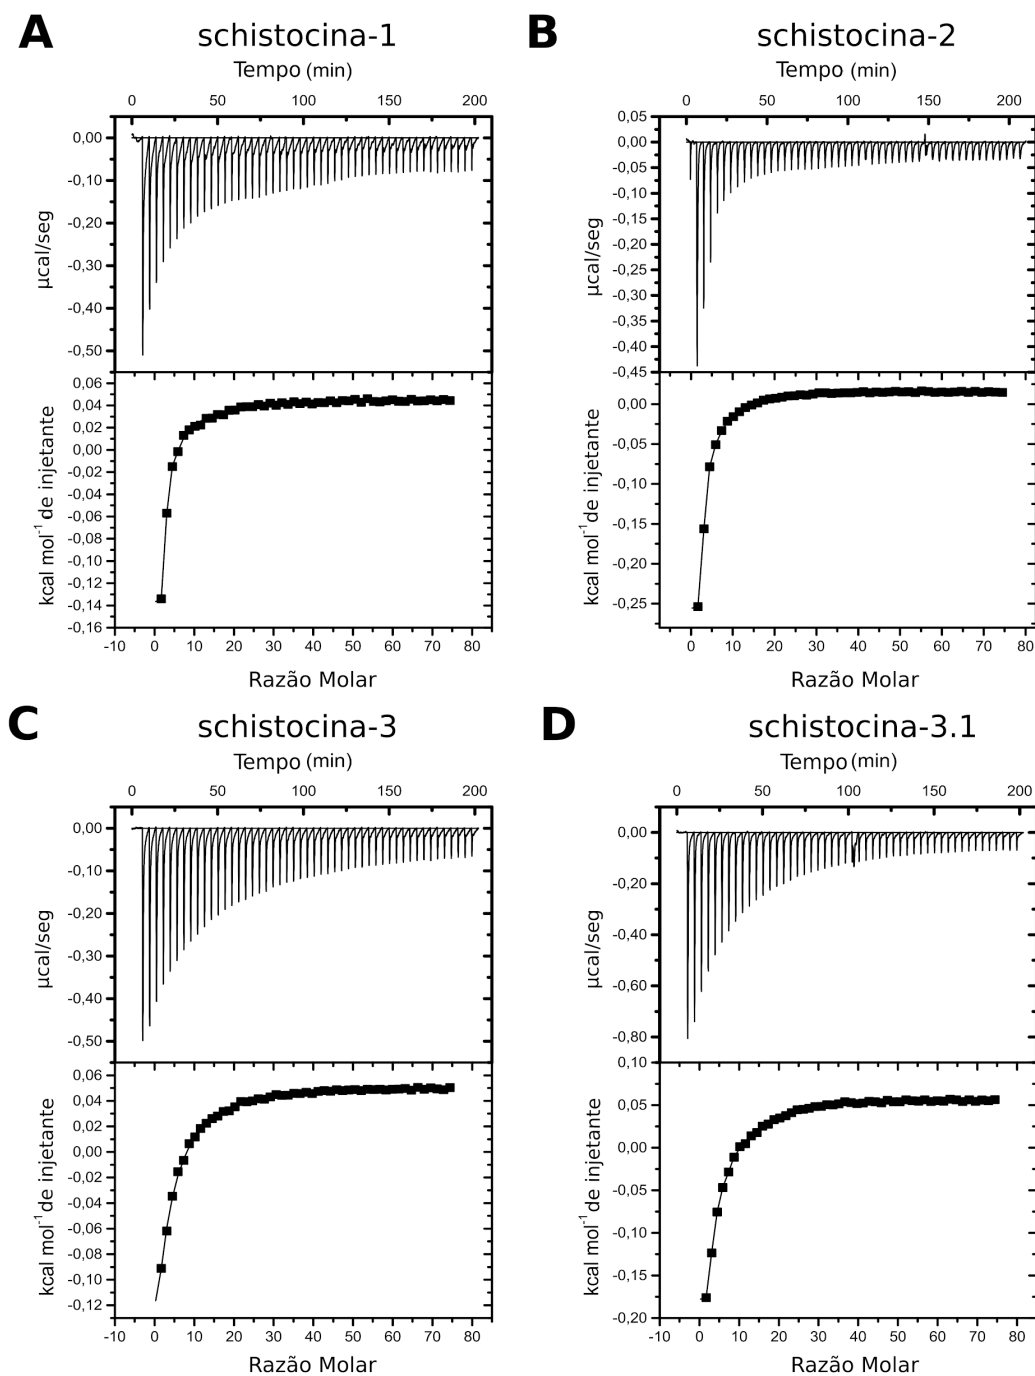 A
schistocina-1
Tempo (min)
0 50 100 150 200
0,00
-0,10
-0,20
-0,30
-0,40
-0,50
µcal/seg
0,06
0,04
0,02
0,00
-0,02
-0,04
-0,06
-0,08
-0,10
-0,12
-0,14
-0,16
kcal mol⁻¹ de injetante
-10 0 10 20 30 40 50 60 70 80
Razão Molar
B
schistocina-2
Tempo (min)
0 50 100 150 200
0,05
0,00
-0,05
-0,10
-0,15
-0,20
-0,25
-0,30
-0,35
-0,40
-0,45
µcal/seg
0,00
-0,05
-0,10
-0,15
-0,20
-0,25
kcal mol⁻¹ de injetante
0 10 20 30 40 50 60 70 80
Razão Molar
C
schistocina-3
Tempo (min)
0 50 100 150 200
0,00
-0,10
-0,20
-0,30
-0,40
-0,50
µcal/seg
0,06
0,04
0,02
0,00
-0,02
-0,04
-0,06
-0,08
-0,10
-0,12
kcal mol⁻¹ de injetante
-10 0 10 20 30 40 50 60 70 80
Razão Molar
D
schistocina-3.1
Tempo (min)
0 50 100 150 200
0,00
-0,20
-0,40
-0,60
-0,80
µcal/seg
0,10
0,05
0,00
-0,05
-0,10
-0,15
-0,20
kcal mol⁻¹ de injetante
-10 0 10 20 30 40 50 60 70 80
Razão Molar